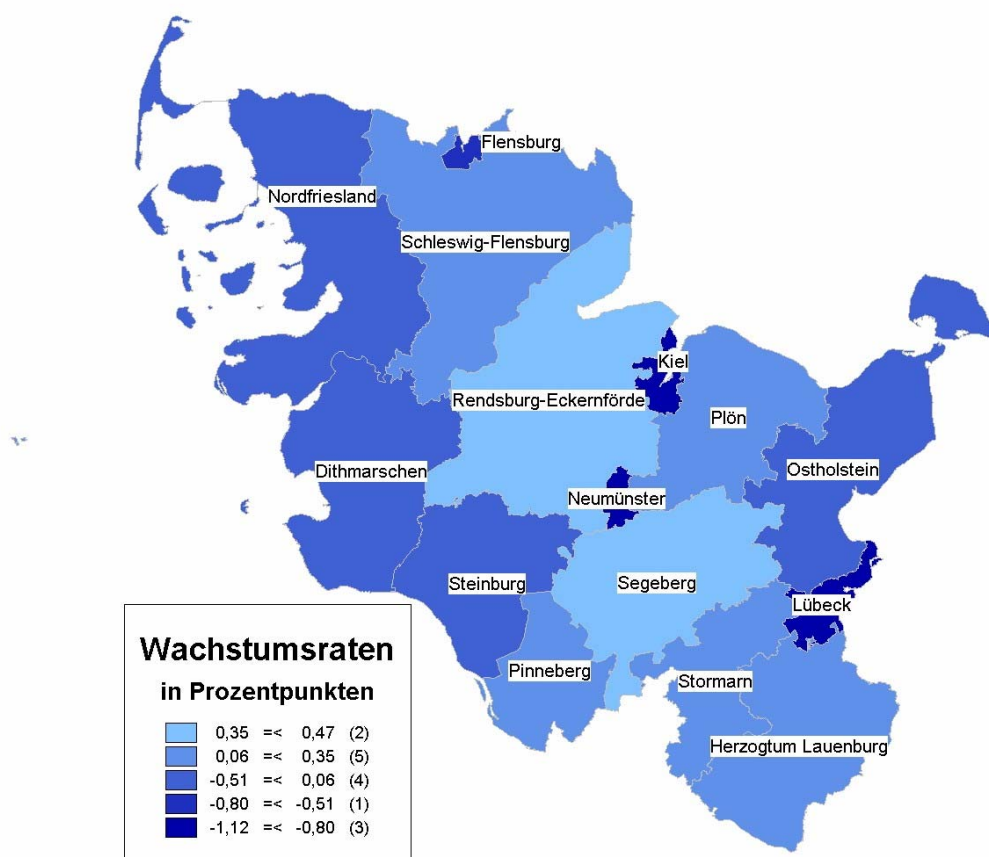 Flensburg
Nordfriesland
Schleswig-Flensburg
Kiel
Rendsburg-Eckernförde
Plön
Dithmarschen
Ostholstein
Neumünster
Steinburg
Segeberg
Lübeck
Pinneberg
Stormarn
Herzogtum Lauenburg
Wachstumsraten
in Prozentpunkten
0,35 =< 0,47 (2)
0,06 =< 0,35 (5)
-0,51 =< 0,06 (4)
-0,80 =< -0,51 (1)
-1,12 =< -0,80 (3)